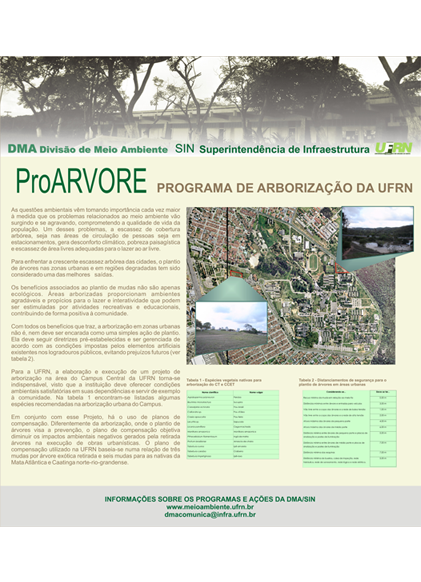 DMA Divisão de Meio Ambiente SIN Superintendência de Infraestrutura UFRN
ProARVORE PROGRAMA DE ARBORIZAÇÃO DA UFRN
As questões ambientais vêm tomando importância cada vez maior
à medida que os problemas relacionados ao meio ambiente vão
surgindo e se agravando, comprometendo a qualidade de vida da
população. Um desses problemas, a escassez de cobertura
arbórea, seja nas áreas de circulação de pessoas seja em
estacionamentos, gera desconforto climático, pobreza paisagística
e escassez de área livres adequadas para o lazer ao ar livre.
Para enfrentar a crescente escassez arbórea das cidades, o plantio
de árvores nas zonas urbanas e em regiões degradadas tem sido
considerado uma das melhores saídas.
Os benefícios associados ao plantio de mudas não são apenas
ecológicos. Áreas arborizadas proporcionam ambientes
agradáveis e propícios para o lazer e interatividade que podem
ser estimuladas por atividades recreativas e educacionais,
contribuindo de forma positiva à comunidade.
Com todos os benefícios que traz, a arborização em zonas urbanas
não é, nem deve ser encarada como uma simples ação de plantio.
Ela deve seguir diretrizes pré-estabelecidas e ser gerenciada de
acordo com as condições impostas pelos elementos artificiais
existentes nos logradouros públicos, evitando prejuízos futuros (ver
tabela 2).
Para a UFRN, a elaboração e execução de um projeto de
arborização na área do Campus Central da UFRN torna-se
indispensável, visto que a instituição deve oferecer condições
ambientais satisfatórias em suas dependências e servir de exemplo
à comunidade. Na tabela 1 encontram-se listadas algumas
espécies recomendadas na arborização urbana do Campus.
Em conjunto com esse Projeto, há o uso de planos de
compensação. Diferentemente da arborização, onde o plantio de
árvores visa a prevenção, o plano de compensação objetiva
diminuir os impactos ambientais negativos gerados pela retirada
árvores na execução de obras urbanísticas. O plano de
compensação utilizado na UFRN baseia-se numa relação de três
mudas por árvore exótica retirada e seis mudas para as nativas da
Mata Atlântica e Caatinga norte-rio-grandense.
Tabela 1 - Espécies vegetais nativas para
arborização do CT e CCET
Tabela 2 - Distanciamentos de segurança para o
plantio de árvores em áreas urbanas
INFORMAÇÕES SOBRE OS PROGRAMAS E AÇÕES DA DMA/SIN
www.meioambiente.ufrn.br
dmacomunica@infra.ufrn.br